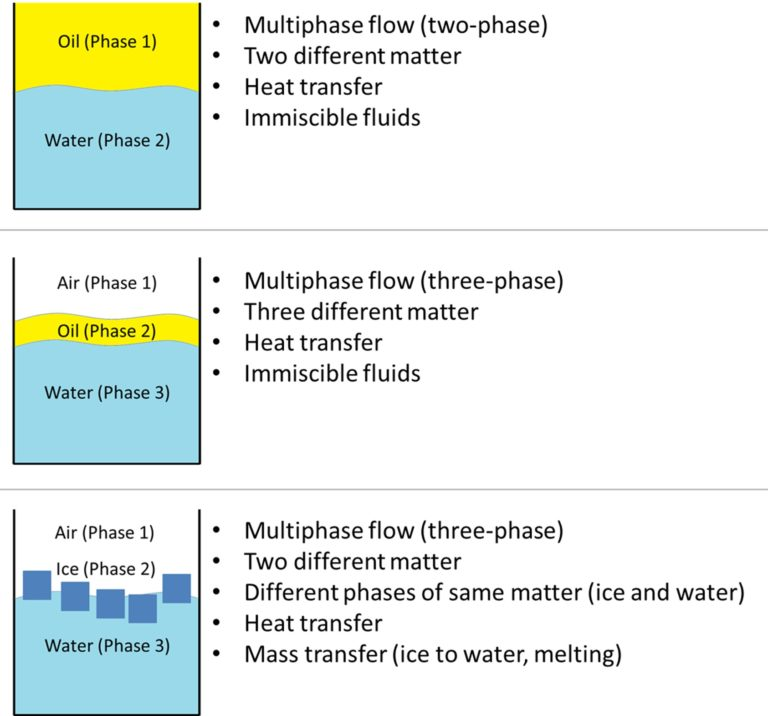 Oil (Phase 1)
Water (Phase 2)
• Multiphase flow (two-phase)
• Two different matter
• Heat transfer
• Immiscible fluids
Air (Phase 1)
Oil (Phase 2)
Water (Phase 3)
• Multiphase flow (three-phase)
• Three different matter
• Heat transfer
• Immiscible fluids
Air (Phase 1)
Ice (Phase 2)
Water (Phase 3)
• Multiphase flow (three-phase)
• Two different matter
• Different phases of same matter (ice and water)
• Heat transfer
• Mass transfer (ice to water, melting)